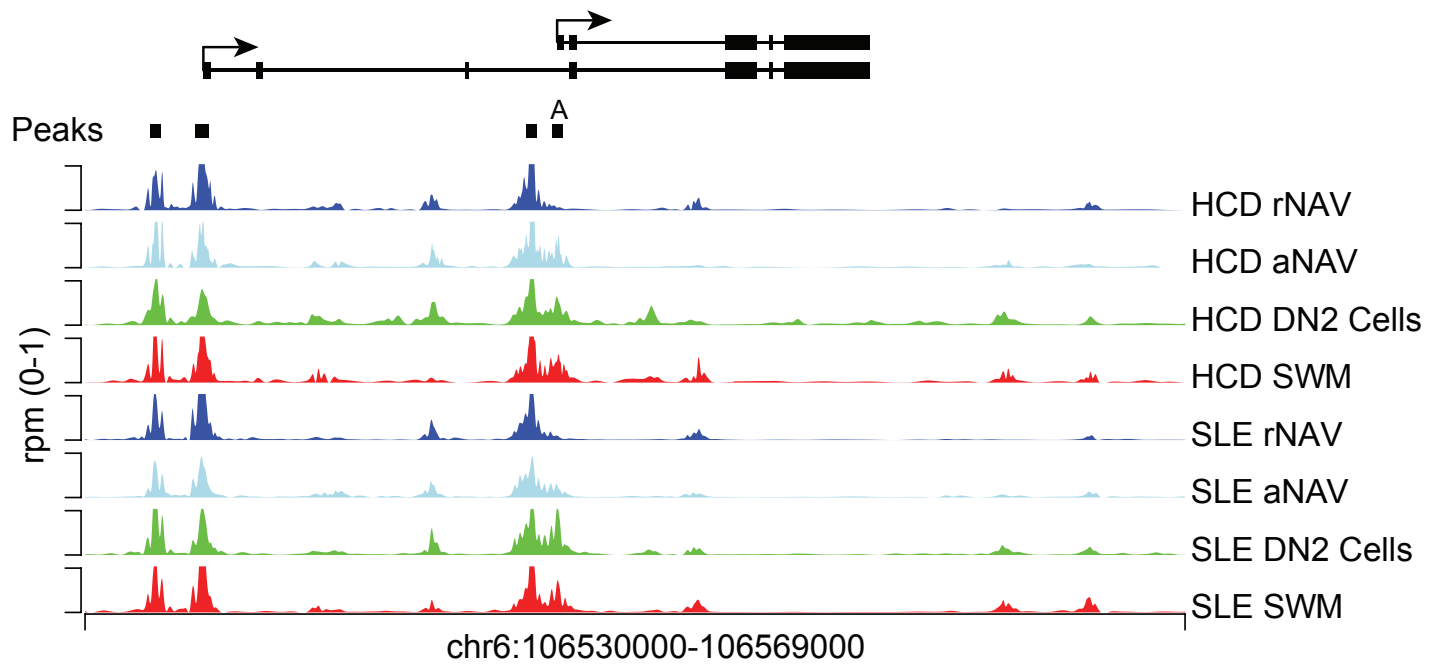 A
Peaks
HCD rNAV
HCD aNAV
HCD DN2 Cells
HCD SWM
SLE rNAV
SLE aNAV
SLE DN2 Cells
SLE SWM
rpm (0-1)
chr6:106530000-106569000